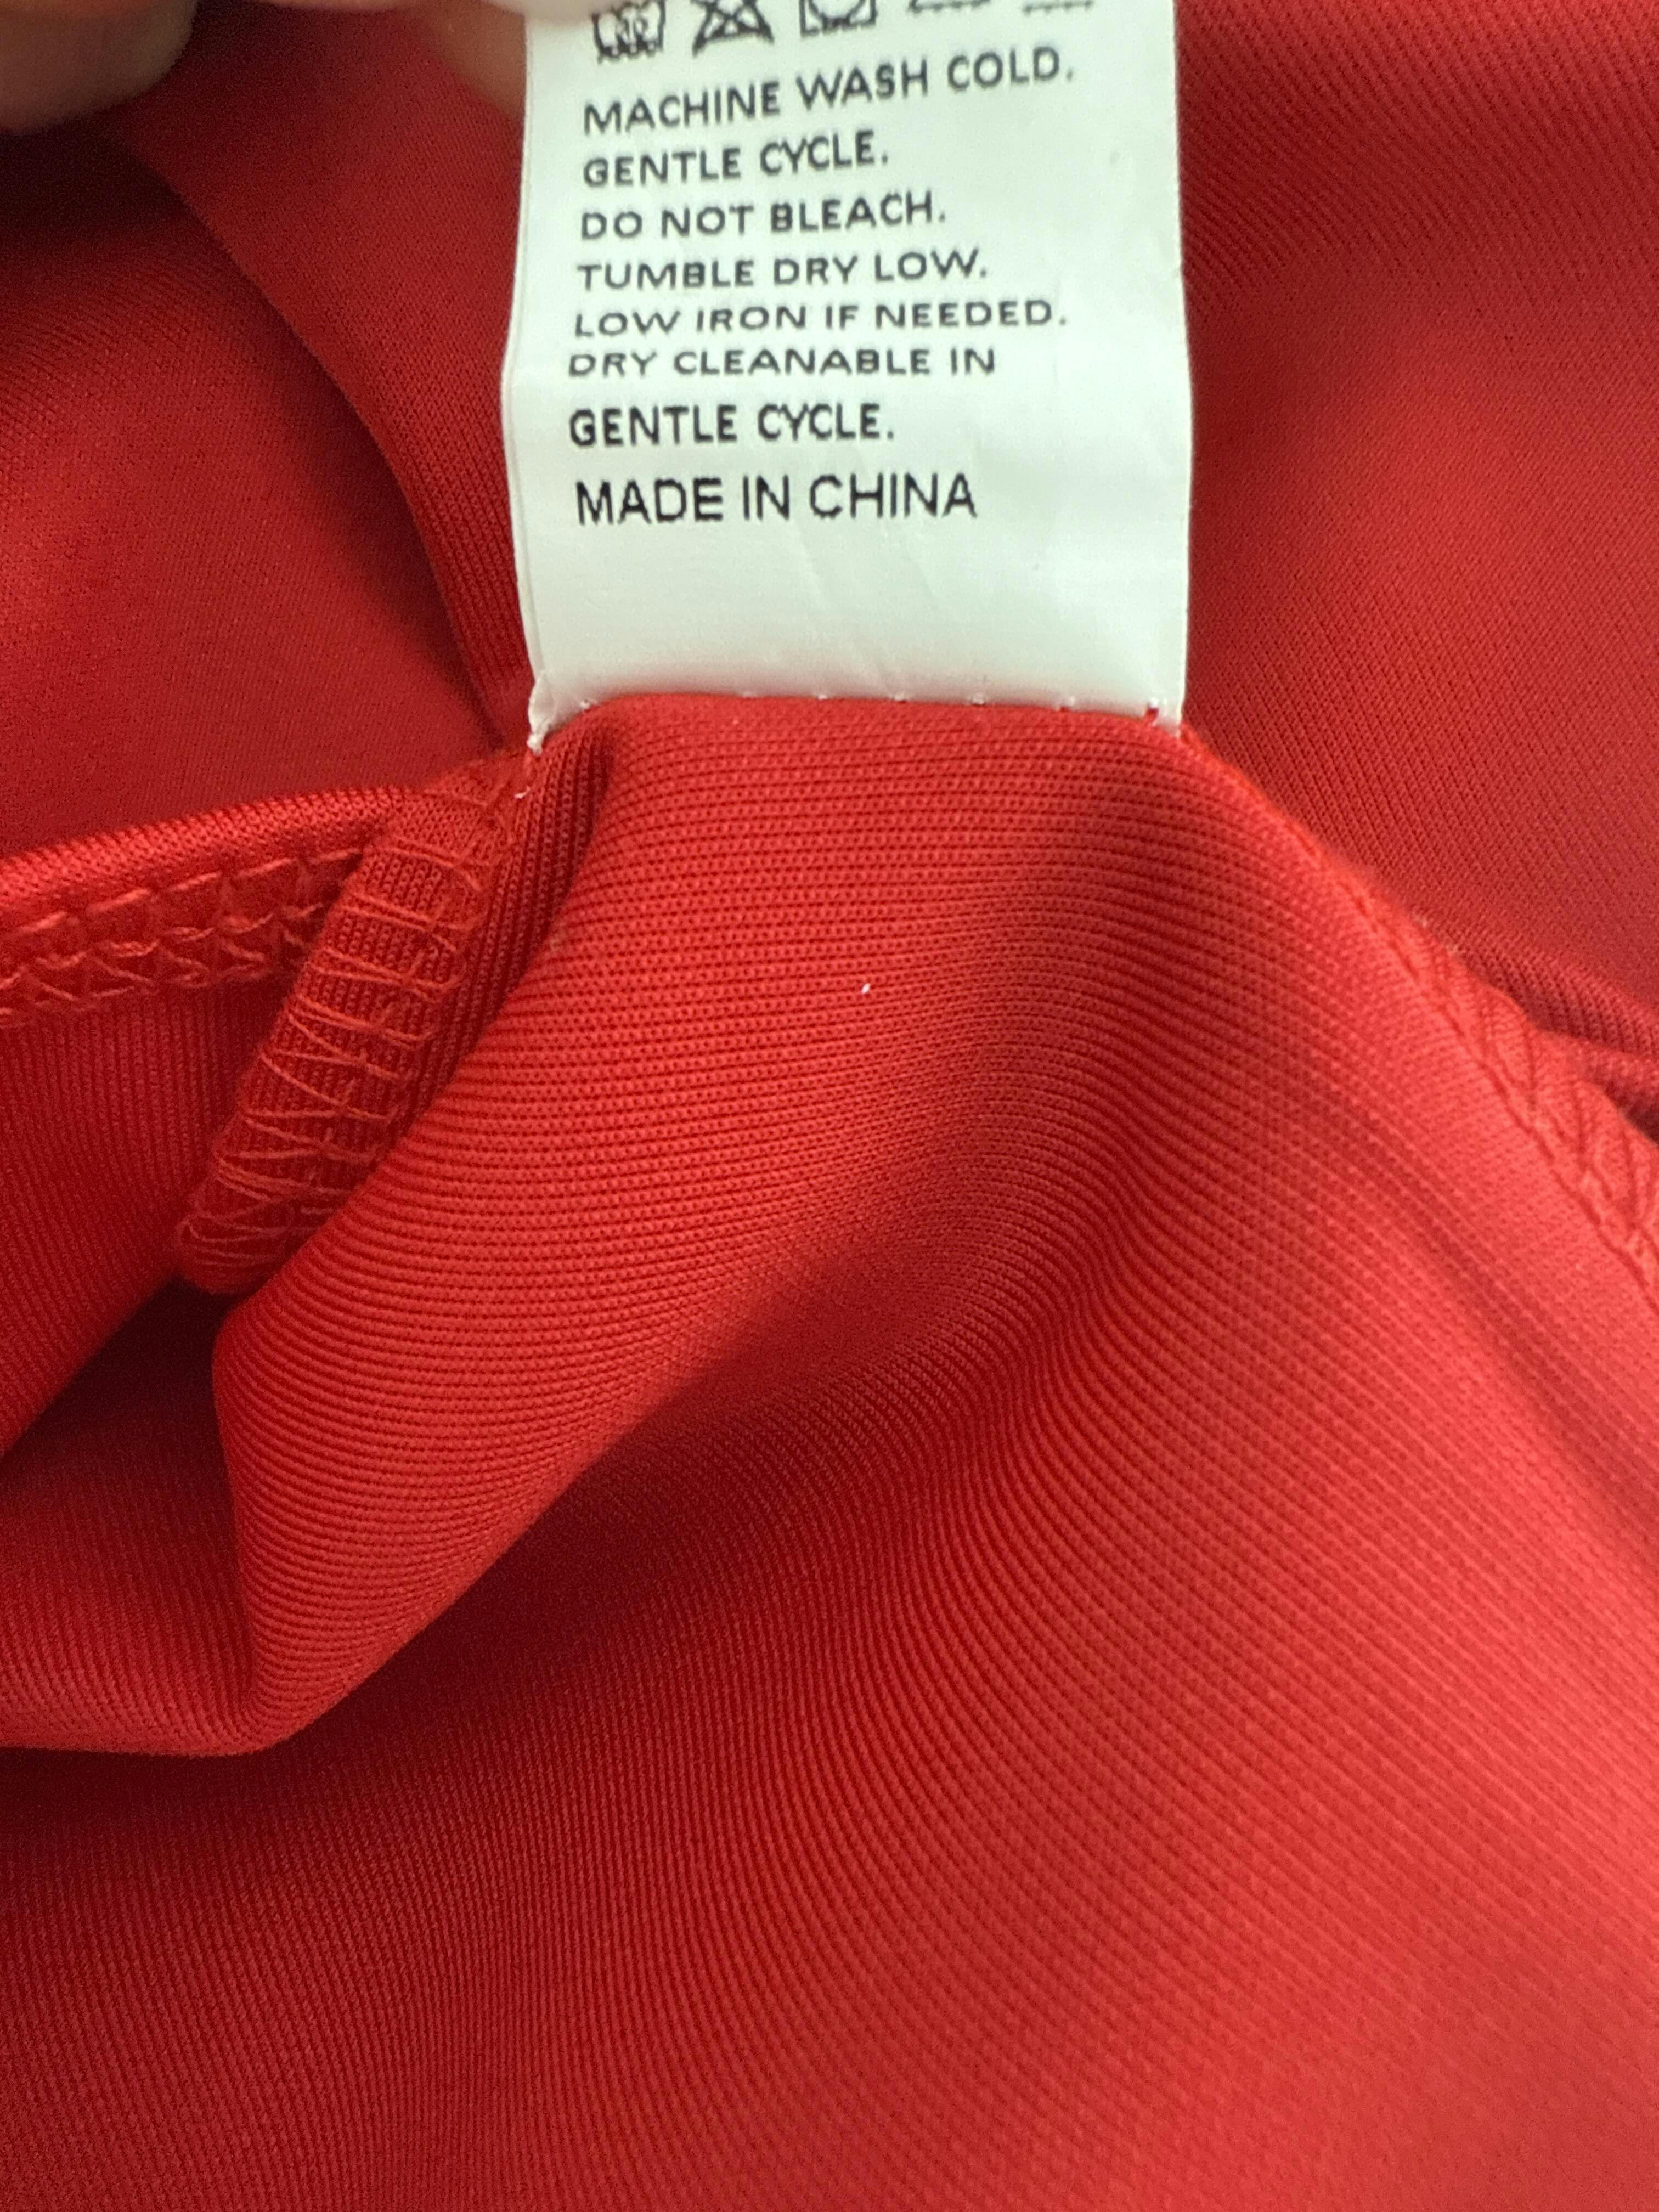 MACHINE WASH COLD.
GENTLE CYCLE.
DO NOT BLEACH.
TUMBLE DRY LOW.
LOW IRON IF NEEDED.
DRY CLEANABLE IN
GENTLE CYCLE.
MADE IN CHINA